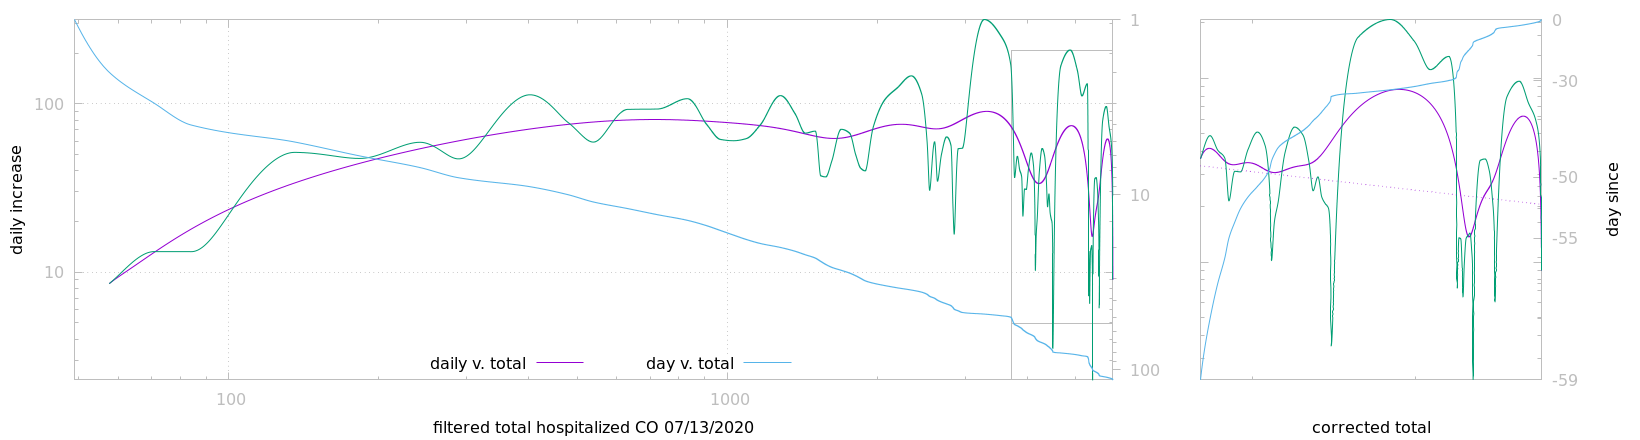 daily increase
100
10
daily v. total
day v. total
100
1000
filtered total hospitalized CO 07/13/2020
1
10
100
0
-30
-50
-55
-59
day since
corrected total